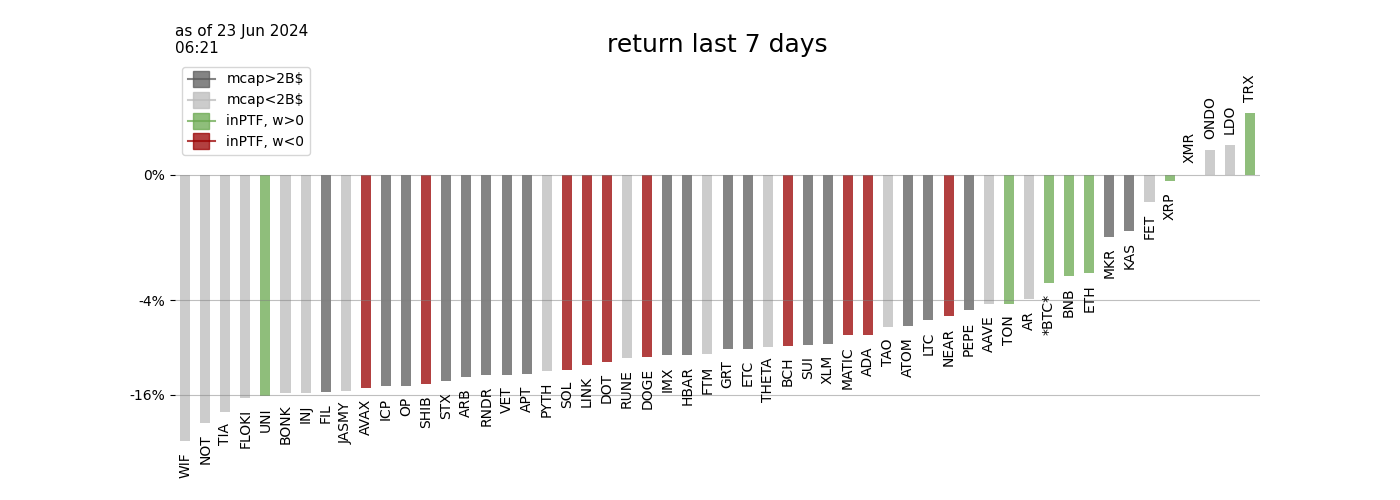 as of 23 Jun 2024
06:21
return last 7 days
mcap>2B$
mcap<2B$
inPTF, w>0
inPTF, w<0
0%
-4%
-16%
WIF
NOT
TIA
FLOKI
UNI
BONK
INJ
FIL
JASMY
AVAX
ICP
OP
SHIB
STX
ARB
RNDR
VET
APT
PYTH
SOL
LINK
DOT
RUNE
DOGE
IMX
HBAR
FTM
GRT
ETC
THETA
BCH
SUI
XLM
MATIC
ADA
TAO
ATOM
LTC
NEAR
PEPE
AAVE
TON
AR
*BTC*
BNB
ETH
MKR
KAS
FET
XRP
XMR
ONDO
LDO
TRX